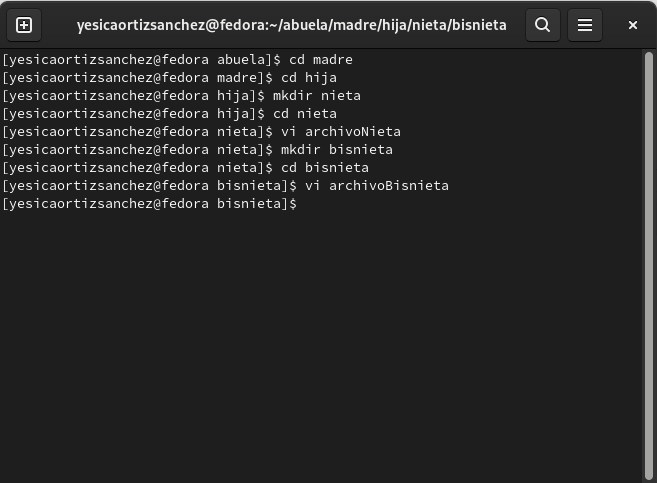 yesicaortizsanchez@fedora:~/abuela/madre/hija/nieta/bisnieta
[yesicaortizsanchez@fedora abuela]$ cd madre
[yesicaortizsanchez@fedora madre]$ cd hija
[yesicaortizsanchez@fedora hija]$ mkdir nieta
[yesicaortizsanchez@fedora hija]$ cd nieta
[yesicaortizsanchez@fedora nieta]$ vi archivoNieta
[yesicaortizsanchez@fedora nieta]$ mkdir bisnieta
[yesicaortizsanchez@fedora nieta]$ cd bisnieta
[yesicaortizsanchez@fedora bisnieta]$ vi archivoBisnieta
[yesicaortizsanchez@fedora bisnieta]$